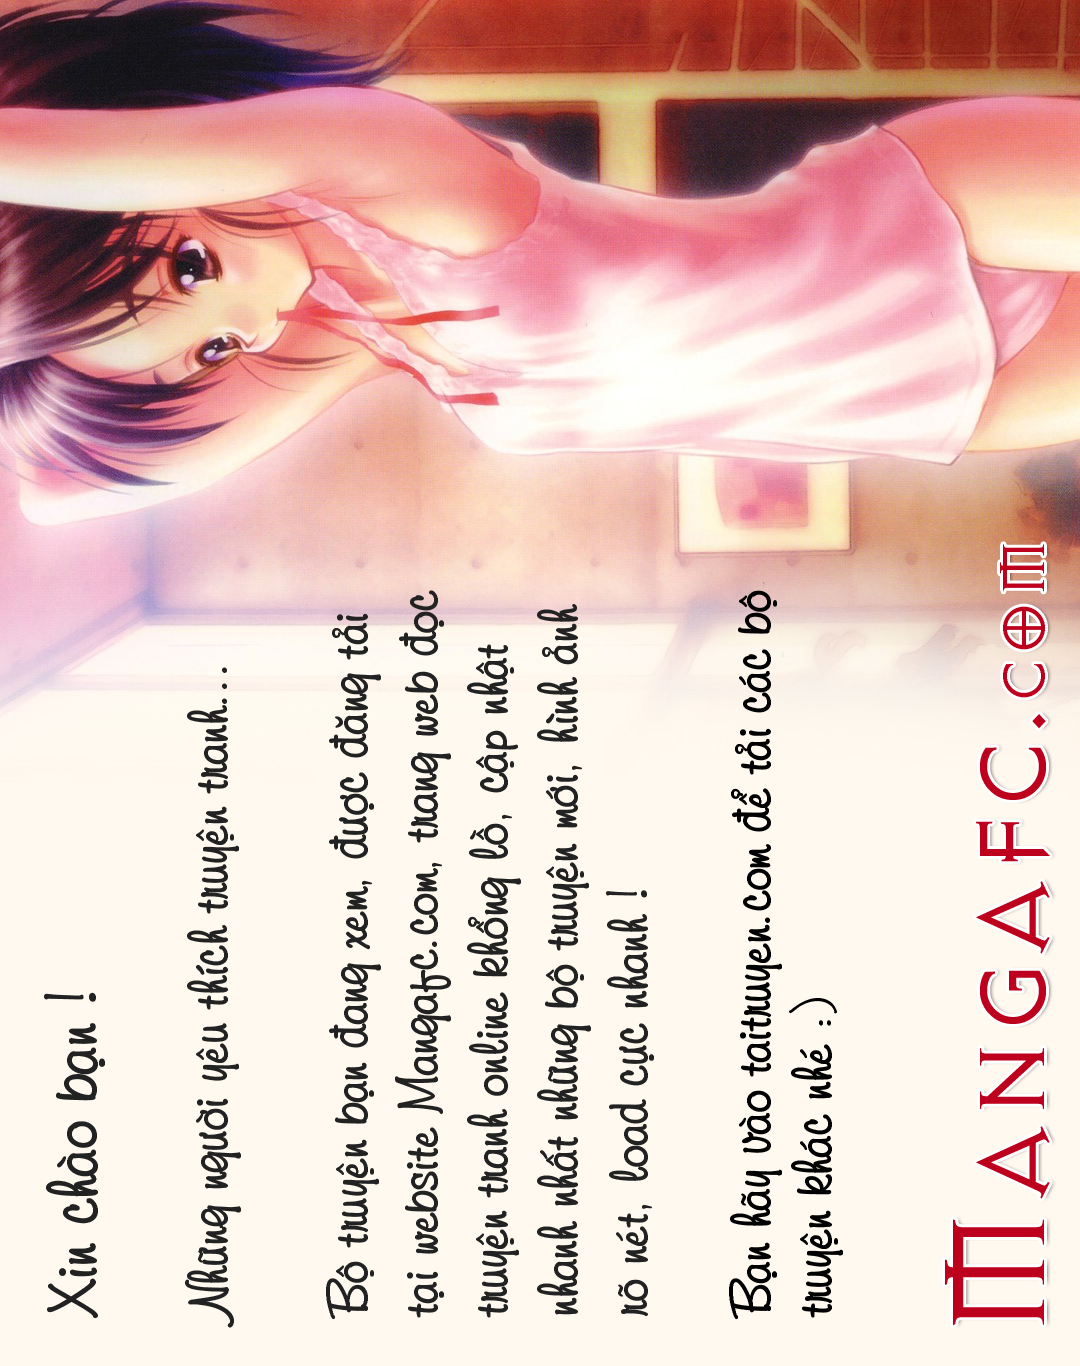 Xin chào bạn !
Những người yêu thích truyện tranh....
Bộ truyện bạn đang xem, được đăng tải
tại website Mangafc.com, trang web đọc
truyện tranh online khổng lồ, cập nhật
nhanh nhất những bộ truyện mới, hình ảnh
rõ nét, load cực nhanh !
Bạn hãy vào taitruyen.com để tải các bộ
truyện khác nhé :)
MANGAFC.COM